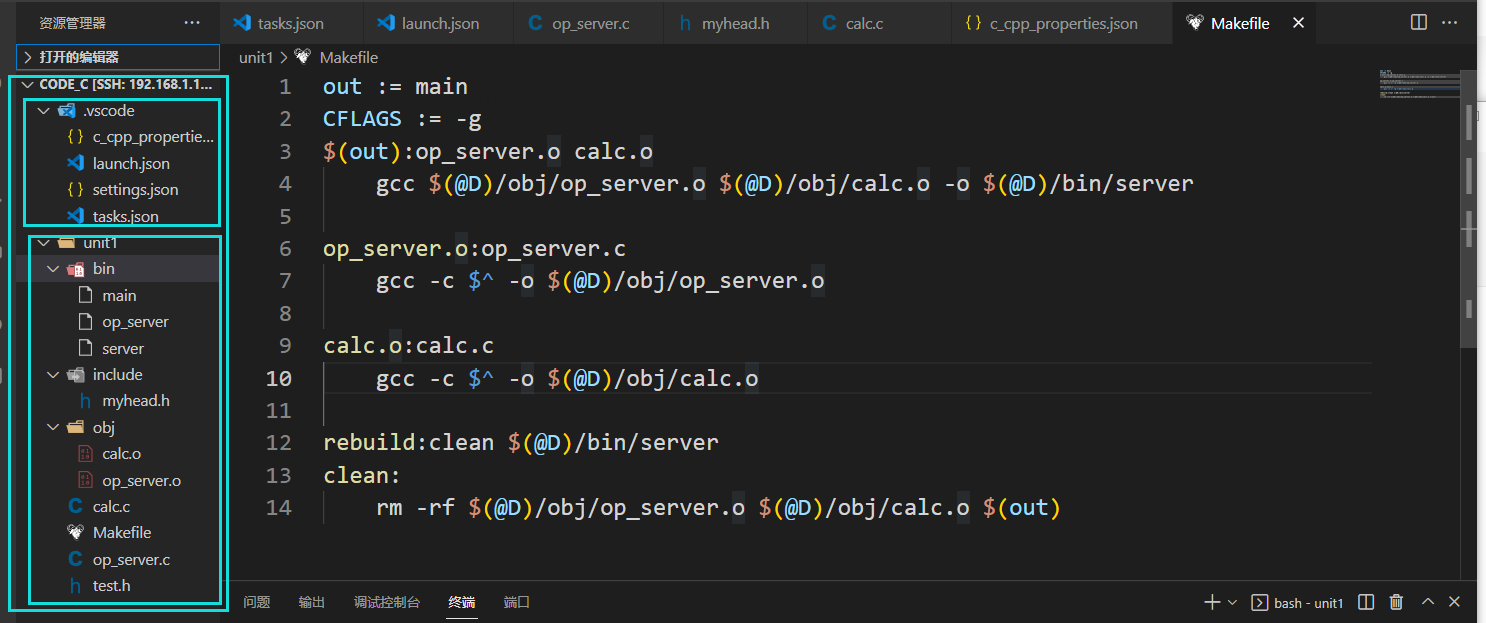 资源管理器 ···
tasks.json launch.json op_server.c myhead.h calc.c c_cpp_properties.json Makefile
打开的编辑器
unit1 > Makefile
CODE_C [SSH: 192.168.1.1...
.vscode
c_cpp_propertie...
launch.json
settings.json
tasks.json
unit1
bin
main
op_server
server
include
myhead.h
obj
calc.o
op_server.o
calc.c
Makefile
op_server.c
test.h
1 out := main
2 CFLAGS := -g
3 $(out):op_server.o calc.o
4 gcc $(@D)/obj/op_server.o $(@D)/obj/calc.o -o $(@D)/bin/server
5
6 op_server.o:op_server.c
7 gcc -c $^ -o $(@D)/obj/op_server.o
8
9 calc.o:calc.c
10 gcc -c $^ -o $(@D)/obj/calc.o
11
12 rebuild:clean $(@D)/bin/server
13 clean:
14 rm -rf $(@D)/obj/op_server.o $(@D)/obj/calc.o $(out)
问题 输出 调试控制台 终端 端口
bash - unit1